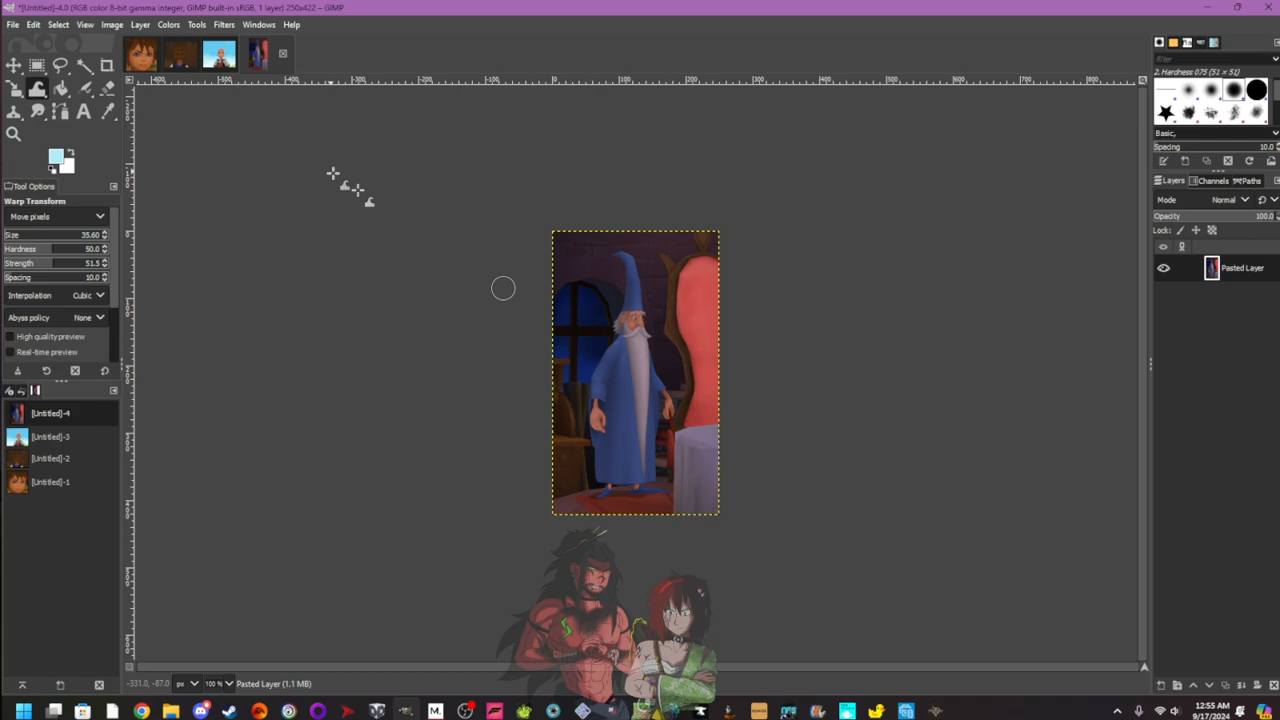 *[Untitled]-4.0 (RGB color 8-bit gamma integer, GIMP built-in sRGB, 1 layer) 250x422 – GIMP
File Edit Select View Image Layer Colors Tools Filters Windows Help
Tool Options
Warp Transform
Move pixels
Size 35.60
Hardness 50.0
Strength 51.5
Spacing 10.0
Interpolation Cubic
Abyss policy None
High quality preview
Real-time preview
[Untitled]-4
[Untitled]-3
[Untitled]-2
[Untitled]-1
-331.0, -87.0 px 100 % Pasted Layer (1.1 MB)
filter
2. Hardness 075 (51 × 51)
Basic,
Spacing 10.0
Layers Channels Paths
Mode Normal
Opacity 100.0
Lock:
Pasted Layer
12:55 AM
9/17/2024